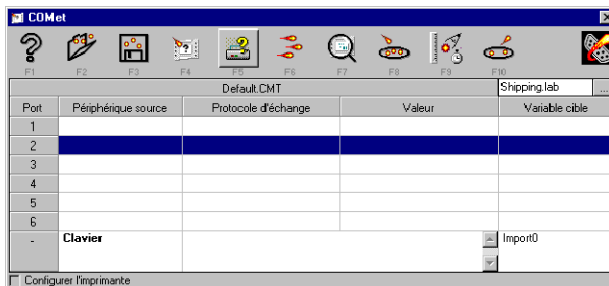 COMet
F1 F2 F3 F4 F5 F6 F7 F8 F9 F10
Default.CMT Shipping.lab ...
Port Périphérique source Protocole d'échange Valeur Variable cible
1
2
3
4
5
6
- Clavier Import0
Configurer l'imprimante